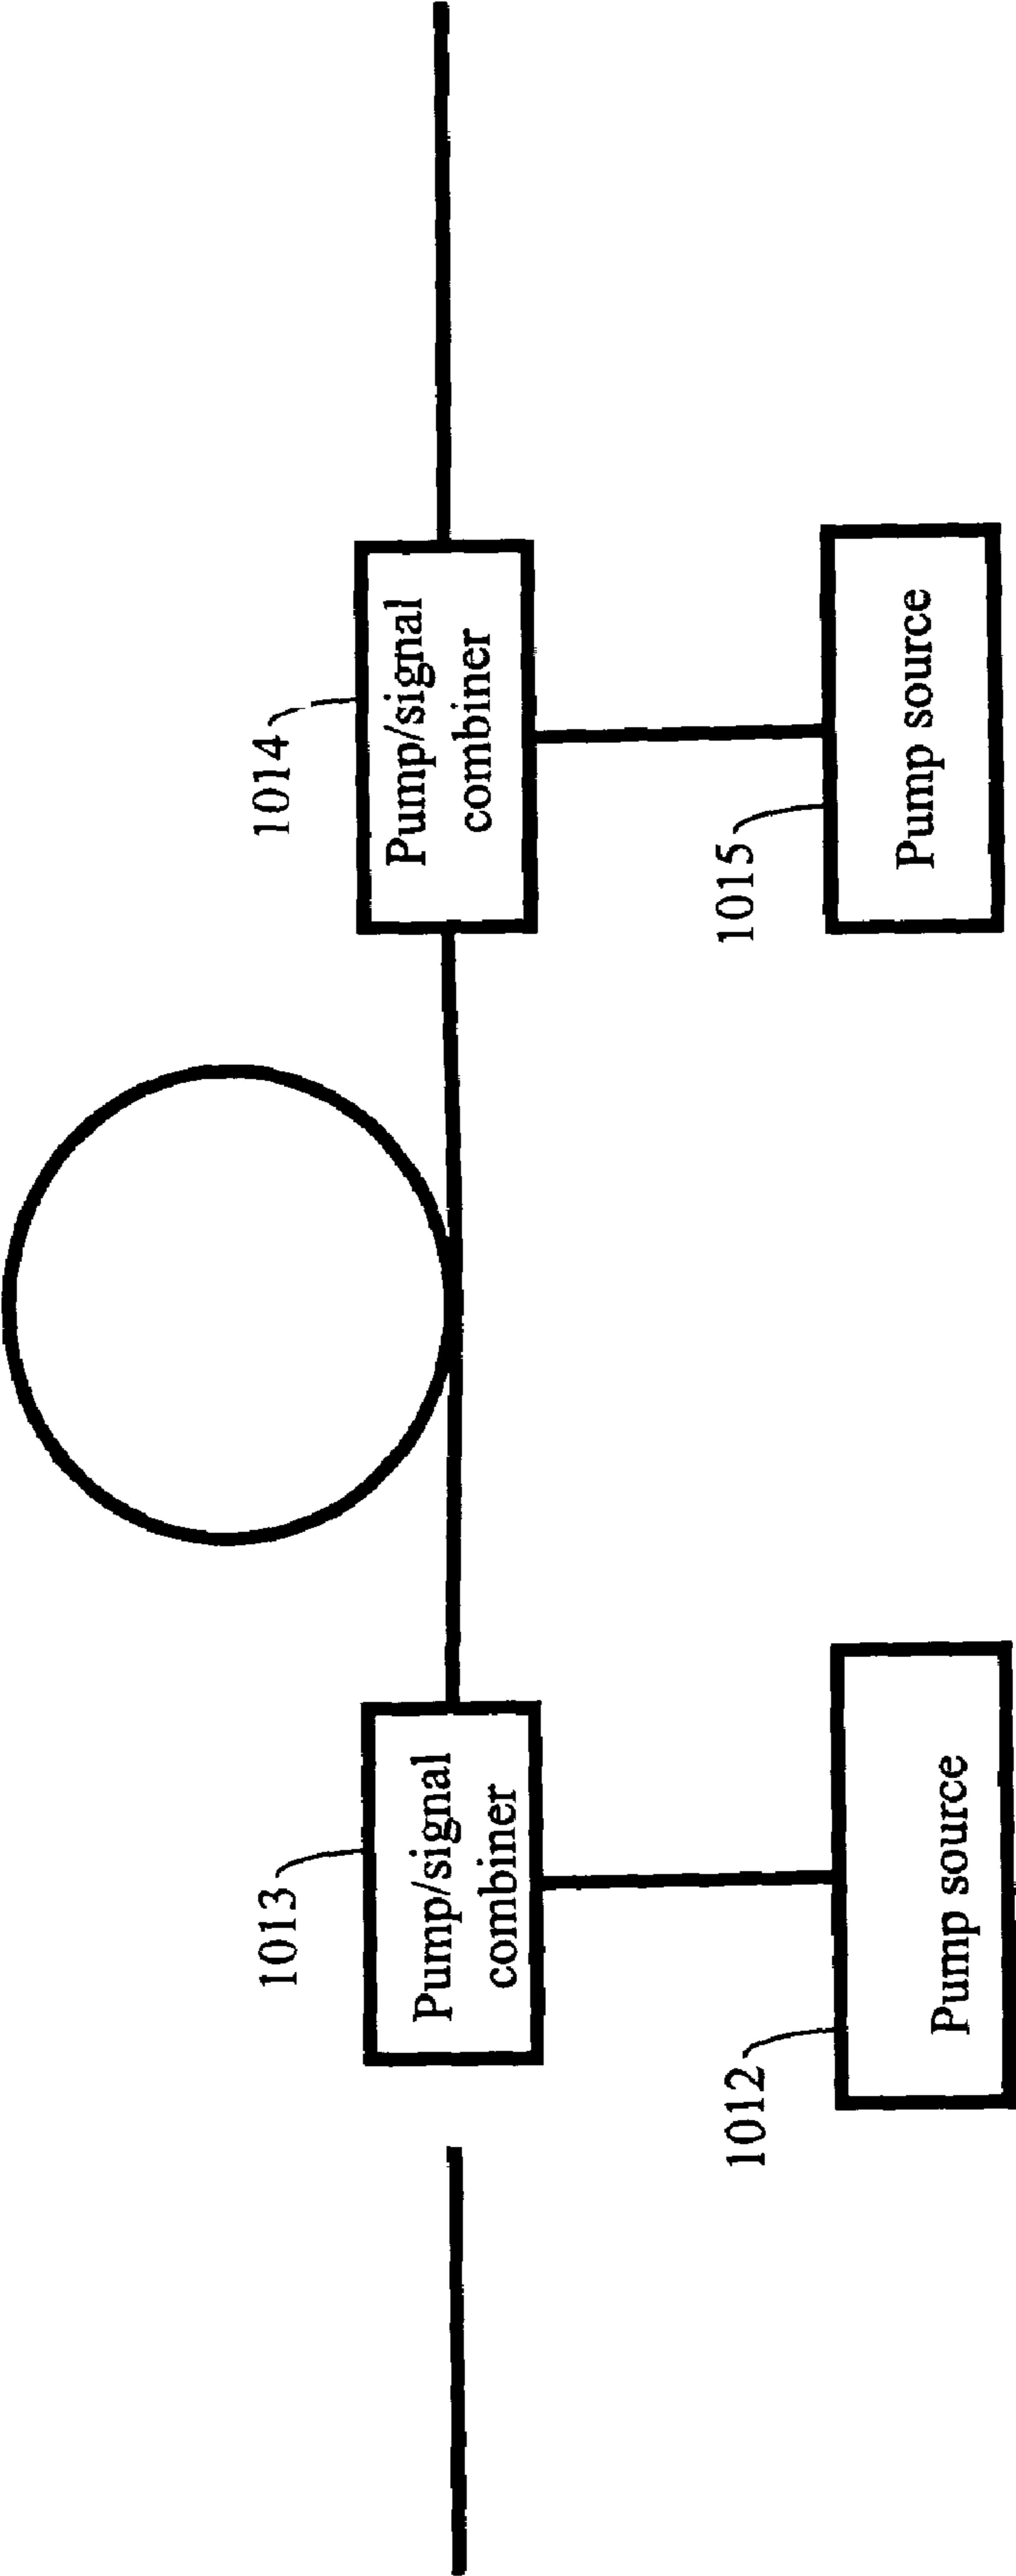 1013
Pump/signal
combiner
1014
Pump/signal
combiner
1012
Pump source
1015
Pump source